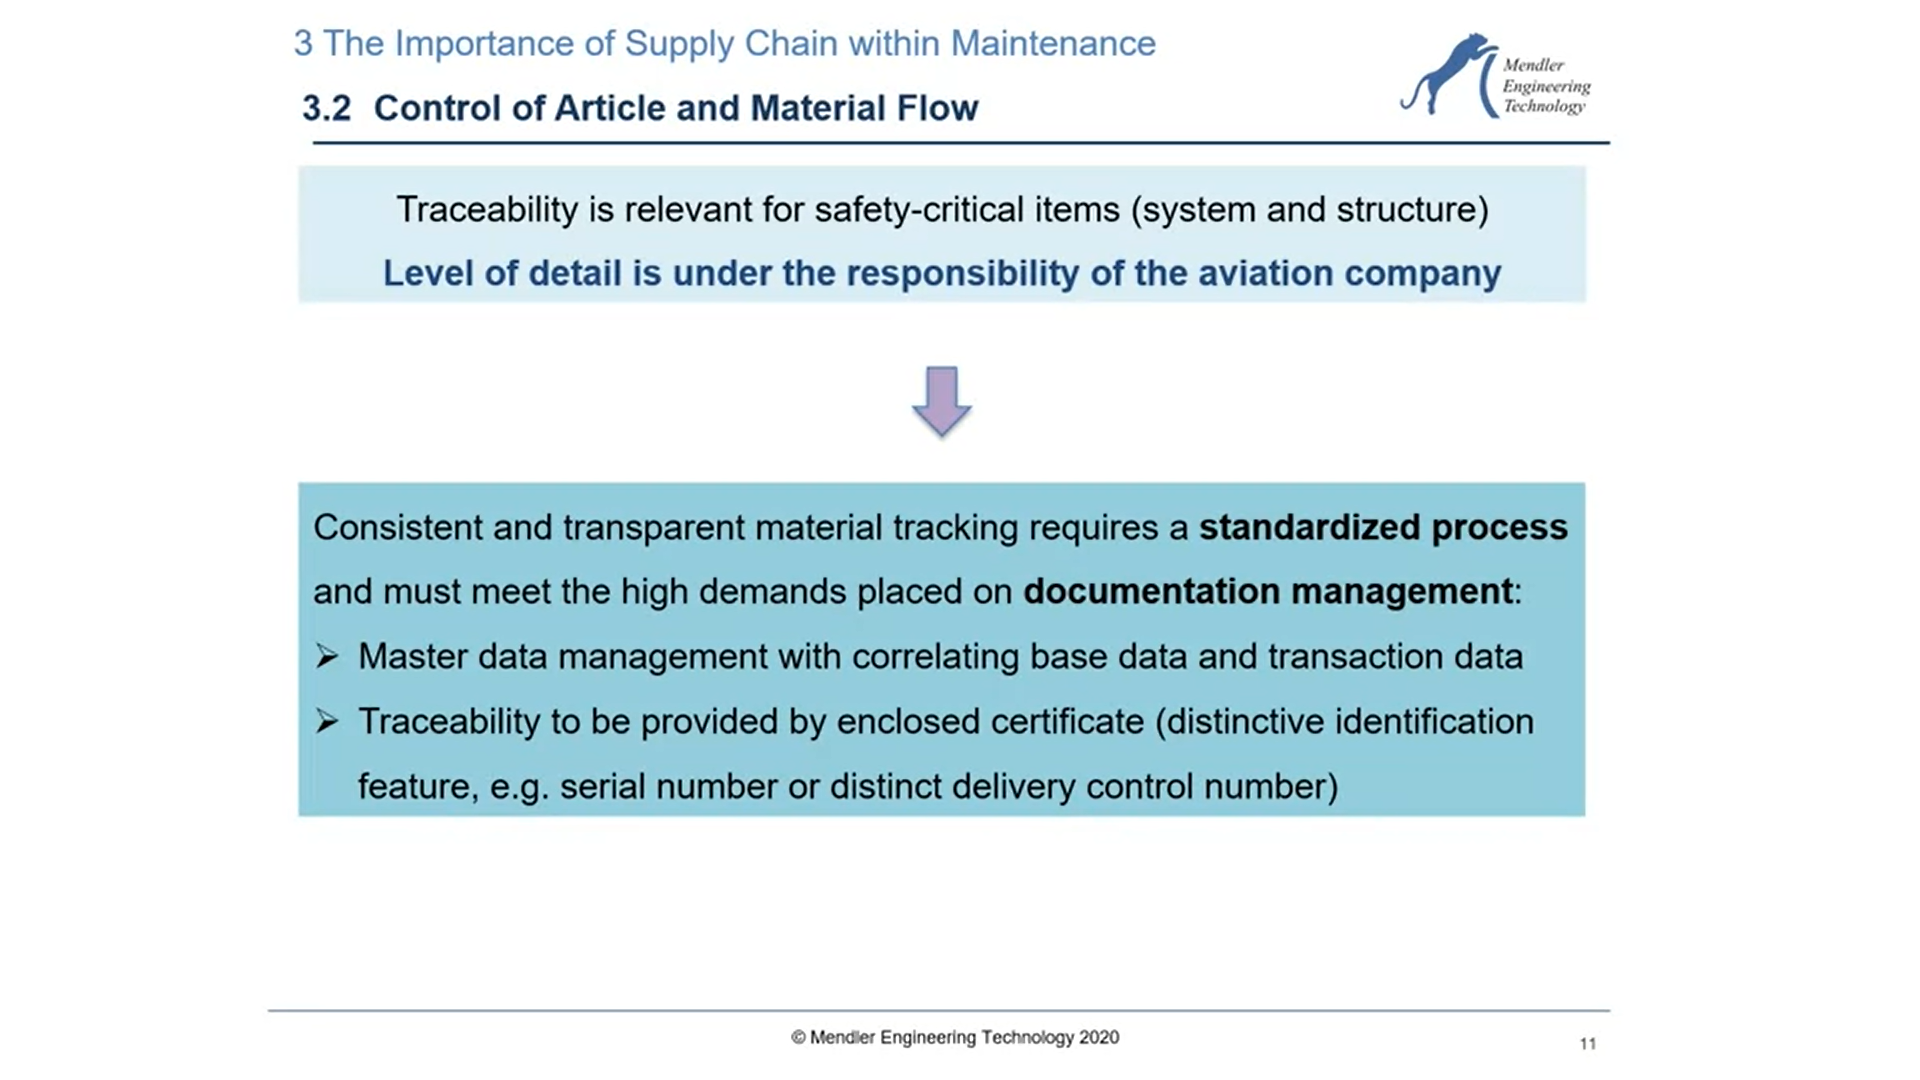 3 The Importance of Supply Chain within Maintenance
3.2 Control of Article and Material Flow
Mendler
Engineering
Technology
Traceability is relevant for safety-critical items (system and structure)
Level of detail is under the responsibility of the aviation company
Consistent and transparent material tracking requires a standardized process
and must meet the high demands placed on documentation management:
➢ Master data management with correlating base data and transaction data
➢ Traceability to be provided by enclosed certificate (distinctive identification
feature, e.g. serial number or distinct delivery control number)
© Mendler Engineering Technology 2020
11